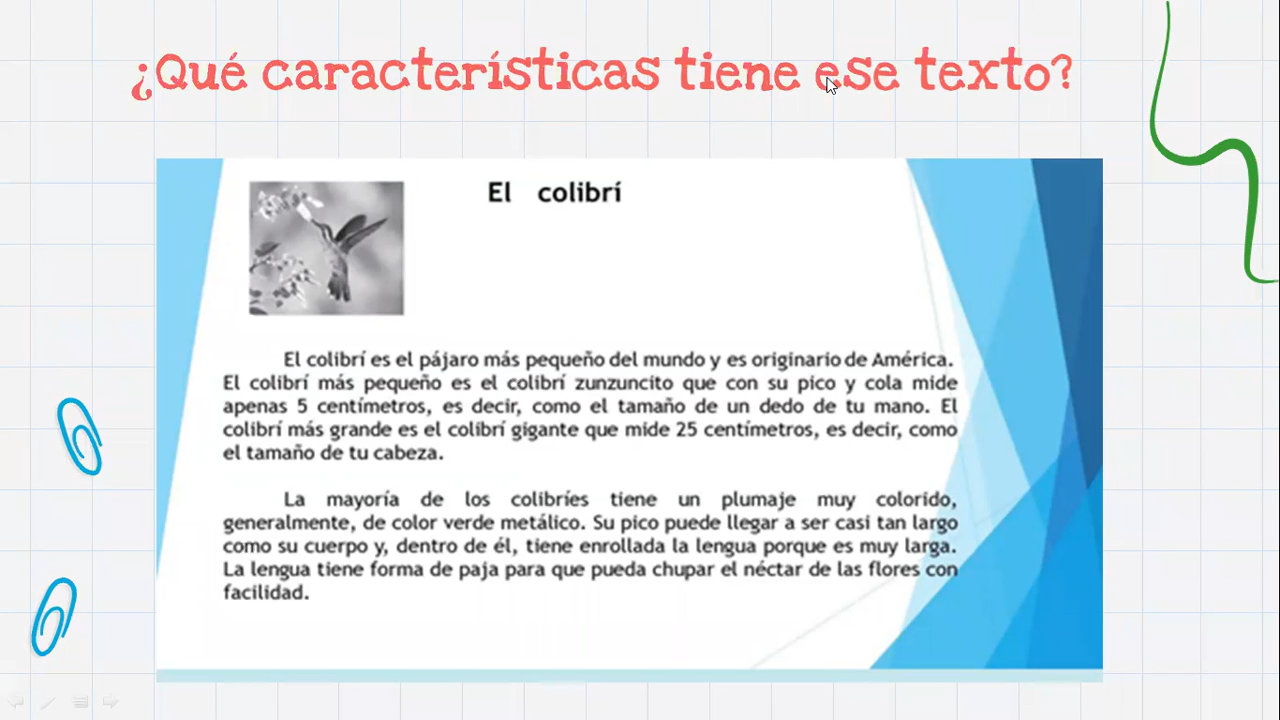 ¿Qué características tiene ese texto?
El colibrí
El colibrí es el pájaro más pequeño del mundo y es originario de América.
El colibrí más pequeño es el colibrí zunzuncito que con su pico y cola mide
apenas 5 centímetros, es decir, como el tamaño de un dedo de tu mano. El
colibrí más grande es el colibrí gigante que mide 25 centímetros, es decir, como
el tamaño de tu cabeza.
La mayoría de los colibríes tiene un plumaje muy colorido,
generalmente, de color verde metálico. Su pico puede llegar a ser casi tan largo
como su cuerpo y, dentro de él, tiene enrollada la lengua porque es muy larga.
La lengua tiene forma de paja para que pueda chupar el néctar de las flores con
facilidad.